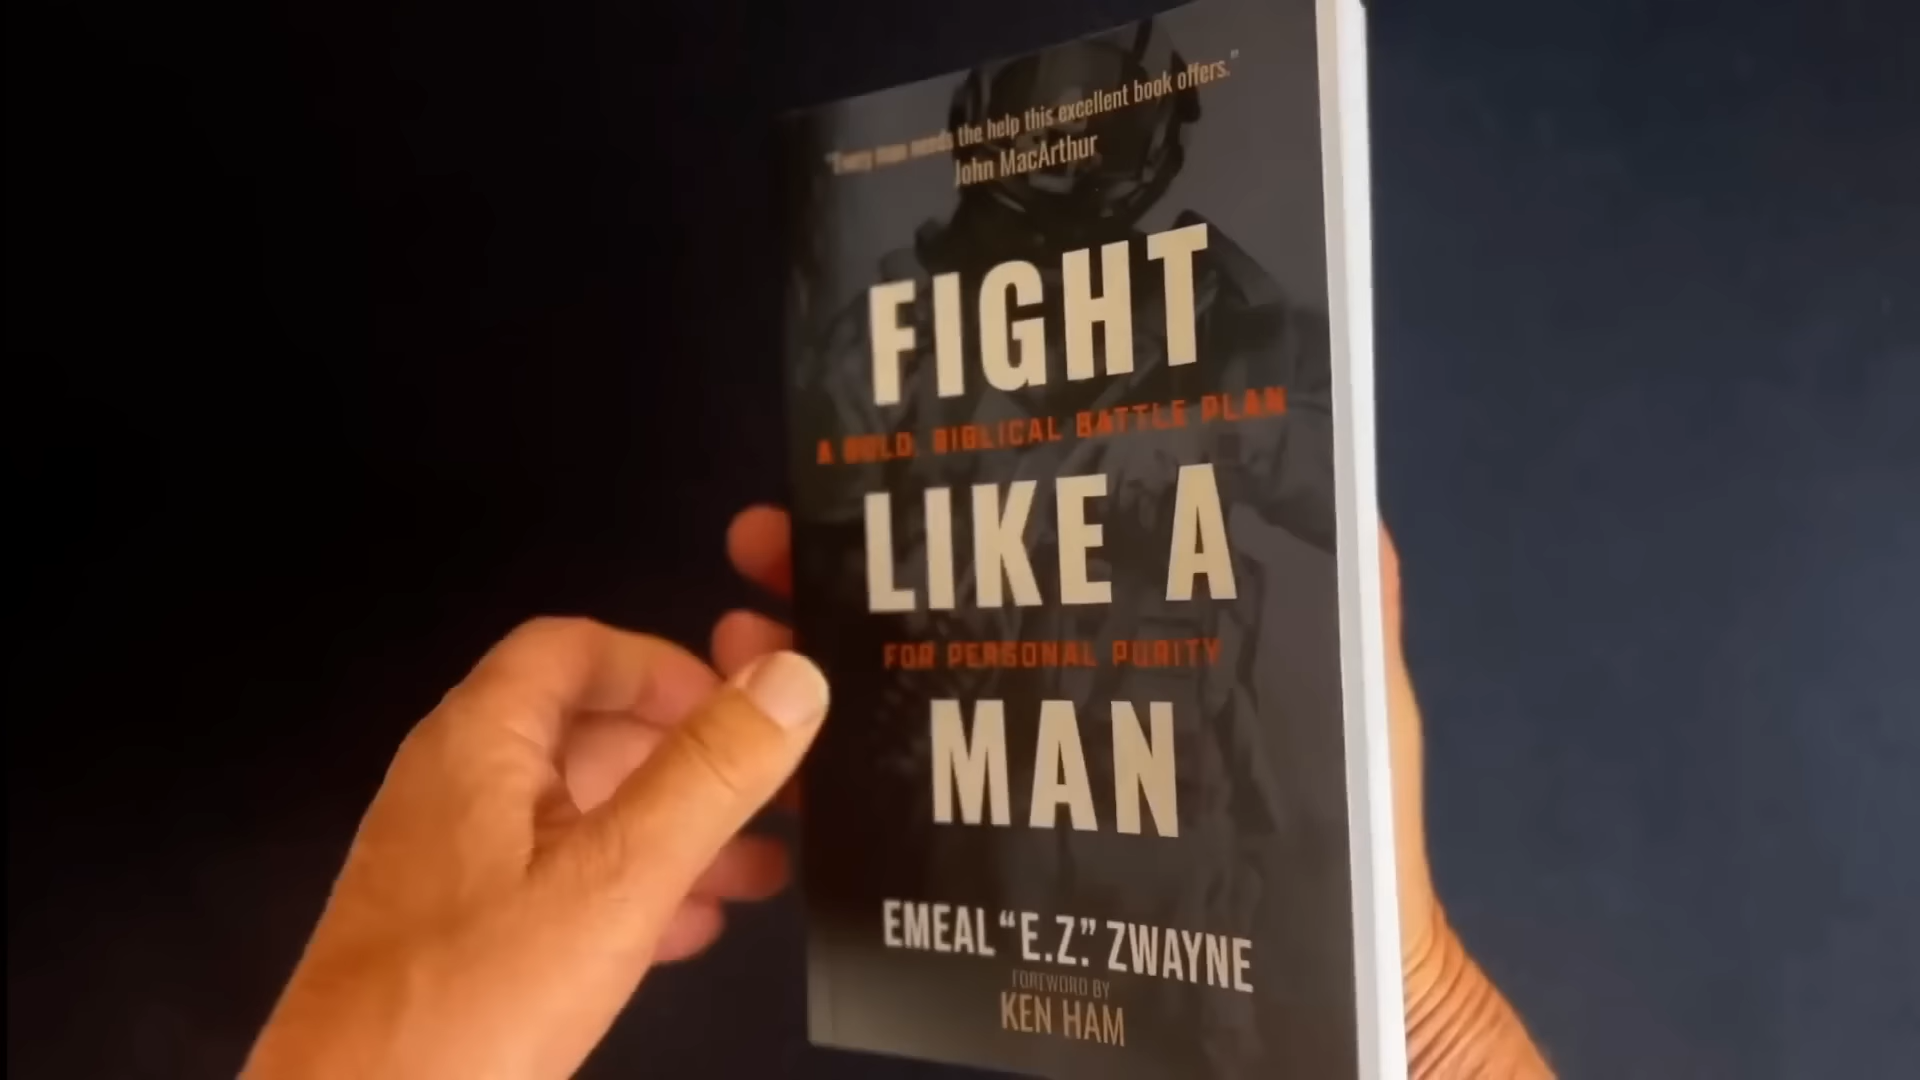 "Every man needs the help this excellent book offers."
John MacArthur
FIGHT
A BOLD, BIBLICAL BATTLE PLAN
LIKE A
FOR PERSONAL PURITY
MAN
EMEAL "E.Z." ZWAYNE
FOREWORD BY
KEN HAM